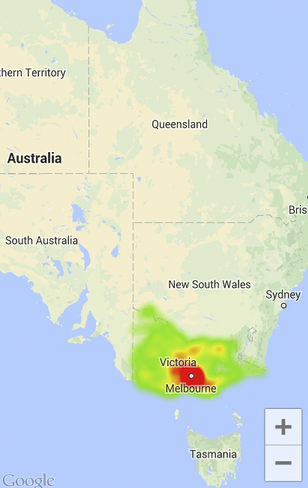 thern Territory
Queensland
Australia
Bris
South Australia
New South Wales
Sydney
Victoria
Melbourne
+
Tasmania
−
Google